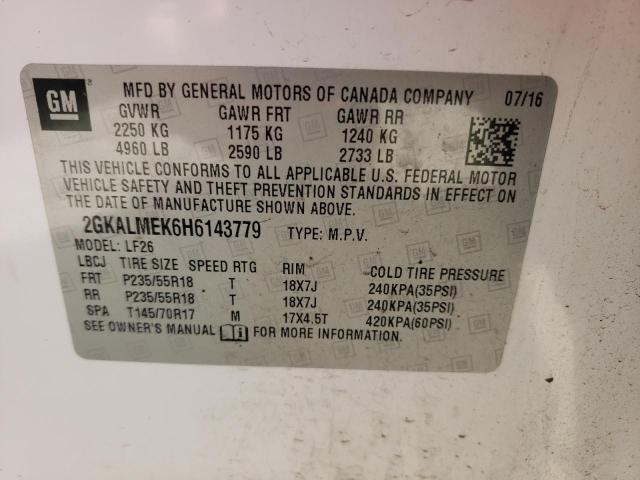 GM MFD BY GENERAL MOTORS OF CANADA COMPANY 07/16
GVWR GAWR FRT GAWR RR
2250 KG 1175 KG 1240 KG
4960 LB 2590 LB 2733 LB
THIS VEHICLE CONFORMS TO ALL APPLICABLE U.S. FEDERAL MOTOR
VEHICLE SAFETY AND THEFT PREVENTION STANDARDS IN EFFECT ON
THE DATE OF MANUFACTURE SHOWN ABOVE.
2GKALMEK6H6143779 TYPE: M.P.V.
MODEL: LF26
LBCJ TIRE SIZE SPEED RTG RIM COLD TIRE PRESSURE
FRT P235/55R18 T 18X7J 240KPA(35PSI)
RR P235/55R18 T 18X7J 240KPA(35PSI)
SPA T145/70R17 M 17X4.5T 420KPA(60PSI)
SEE OWNER'S MANUAL FOR MORE INFORMATION.